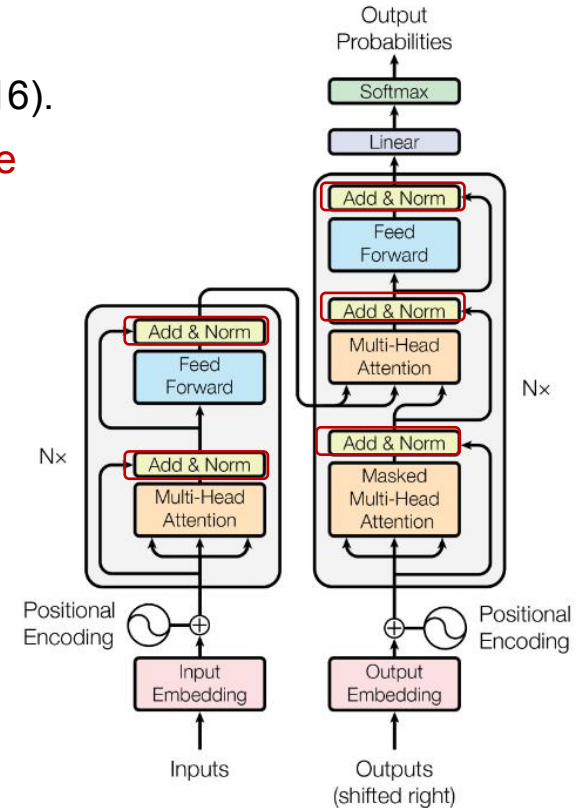 16).
e
Output
Probabilities
Softmax
Linear
Add & Norm
Feed
Forward
Add & Norm
Multi-Head
Attention
Add & Norm
Masked
Multi-Head
Attention
Nx
Add & Norm
Feed
Forward
Add & Norm
Multi-Head
Attention
Nx
Positional
Encoding
Positional
Encoding
Input
Embedding
Output
Embedding
Inputs
Outputs
(shifted right)